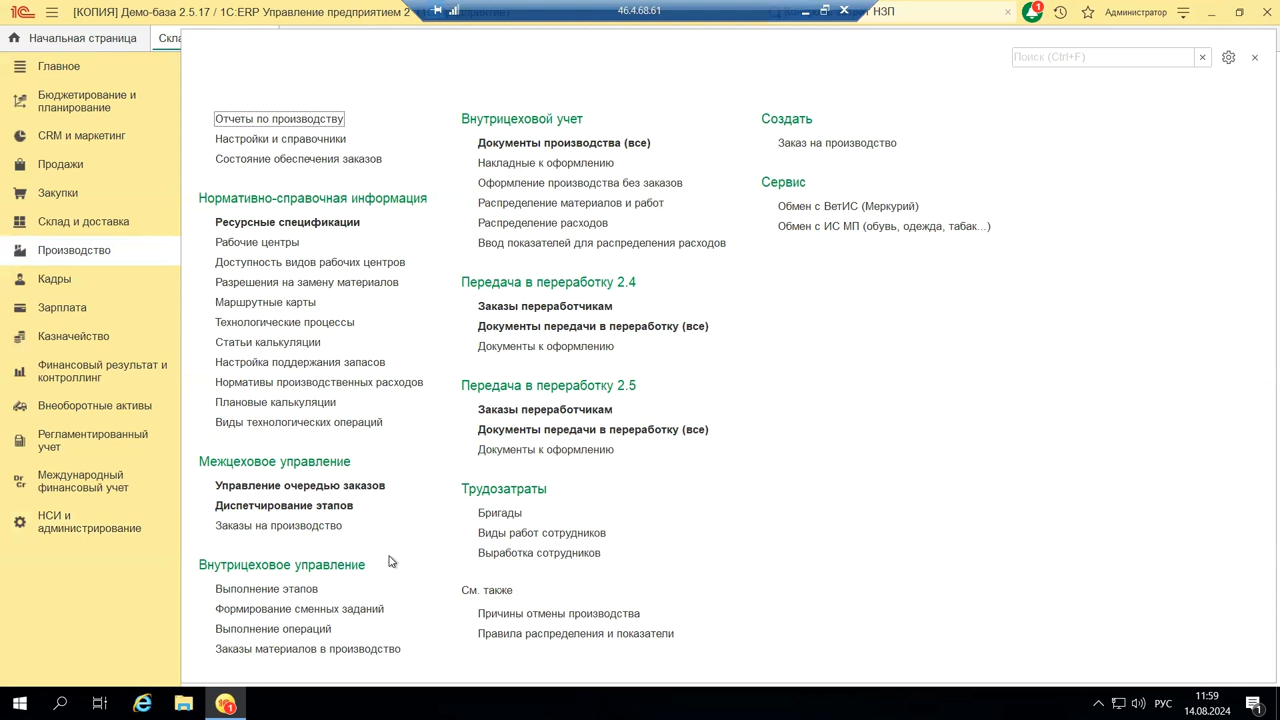 [КОПИЯ] Демо-база 2.5.17 / 1С:ERP Управление предприятием 2
46.4.68.61
НЗП
1
Администратор
Начальная страница
Скла
Поиск (Ctrl+F)
Главное
Бюджетирование и
планирование
CRM и маркетинг
Продажи
Закупки
Склад и доставка
Производство
Кадры
Зарплата
Казначейство
Финансовый результат и
контроллинг
Внеоборотные активы
Регламентированный
учет
Международный
финансовый учет
НСИ и
администрирование
Отчеты по производству
Настройки и справочники
Состояние обеспечения заказов
Нормативно-справочная информация
Ресурсные спецификации
Рабочие центры
Доступность видов рабочих центров
Разрешения на замену материалов
Маршрутные карты
Технологические процессы
Статьи калькуляции
Настройка поддержания запасов
Нормативы производственных расходов
Плановые калькуляции
Виды технологических операций
Межцеховое управление
Управление очередью заказов
Диспетчирование этапов
Заказы на производство
Внутрицеховое управление
Выполнение этапов
Формирование сменных заданий
Выполнение операций
Заказы материалов в производство
Внутрицеховой учет
Документы производства (все)
Накладные к оформлению
Оформление производства без заказов
Распределение материалов и работ
Распределение расходов
Ввод показателей для распределения расходов
Передача в переработку 2.4
Заказы переработчикам
Документы передачи в переработку (все)
Документы к оформлению
Передача в переработку 2.5
Заказы переработчикам
Документы передачи в переработку (все)
Документы к оформлению
Трудозатраты
Бригады
Виды работ сотрудников
Выработка сотрудников
См. также
Причины отмены производства
Правила распределения и показатели
Создать
Заказ на производство
Сервис
Обмен с ВетИС (Меркурий)
Обмен с ИС МП (обувь, одежда, табак...)
1
РУС
11:59
14.08.2024
1